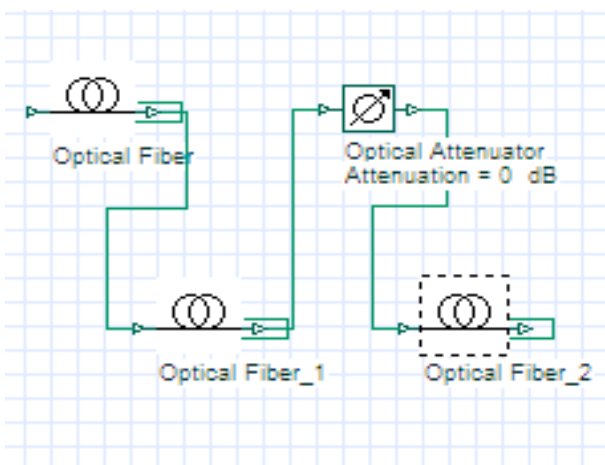 Optical Fiber
Optical Attenuator
Attenuation = 0 dB
Optical Fiber_1
Optical Fiber_2